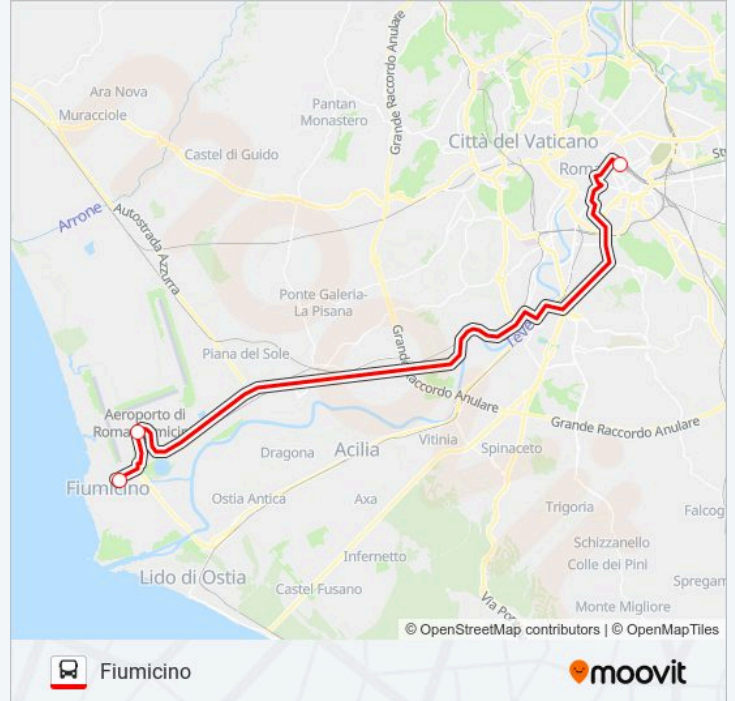 Ara Nova
Muracciole
Pantan
Monastero
Grande Raccordo Anulare
Castel di Guido
Città del Vaticano
Roma
Arrone
Autostrada Azzurra
Ponte Galeria-
La Pisana
Tever
Piana del Sole
Grande Raccordo Anulare
Aeroporto di
Roma
Grande Raccordo Anulare
Vitinia
Acilia
Dragona
Spinaceto
Fiumicino
Ostia Antica
Axa
Trigoria
Falcog
Schizzanello
Colle dei Pini
Infernetto
Lido di Ostia
Castel Fusano
Spregam
Monte Migliore
© OpenStreetMap contributors | © OpenMapTiles
Fiumicino
moovit